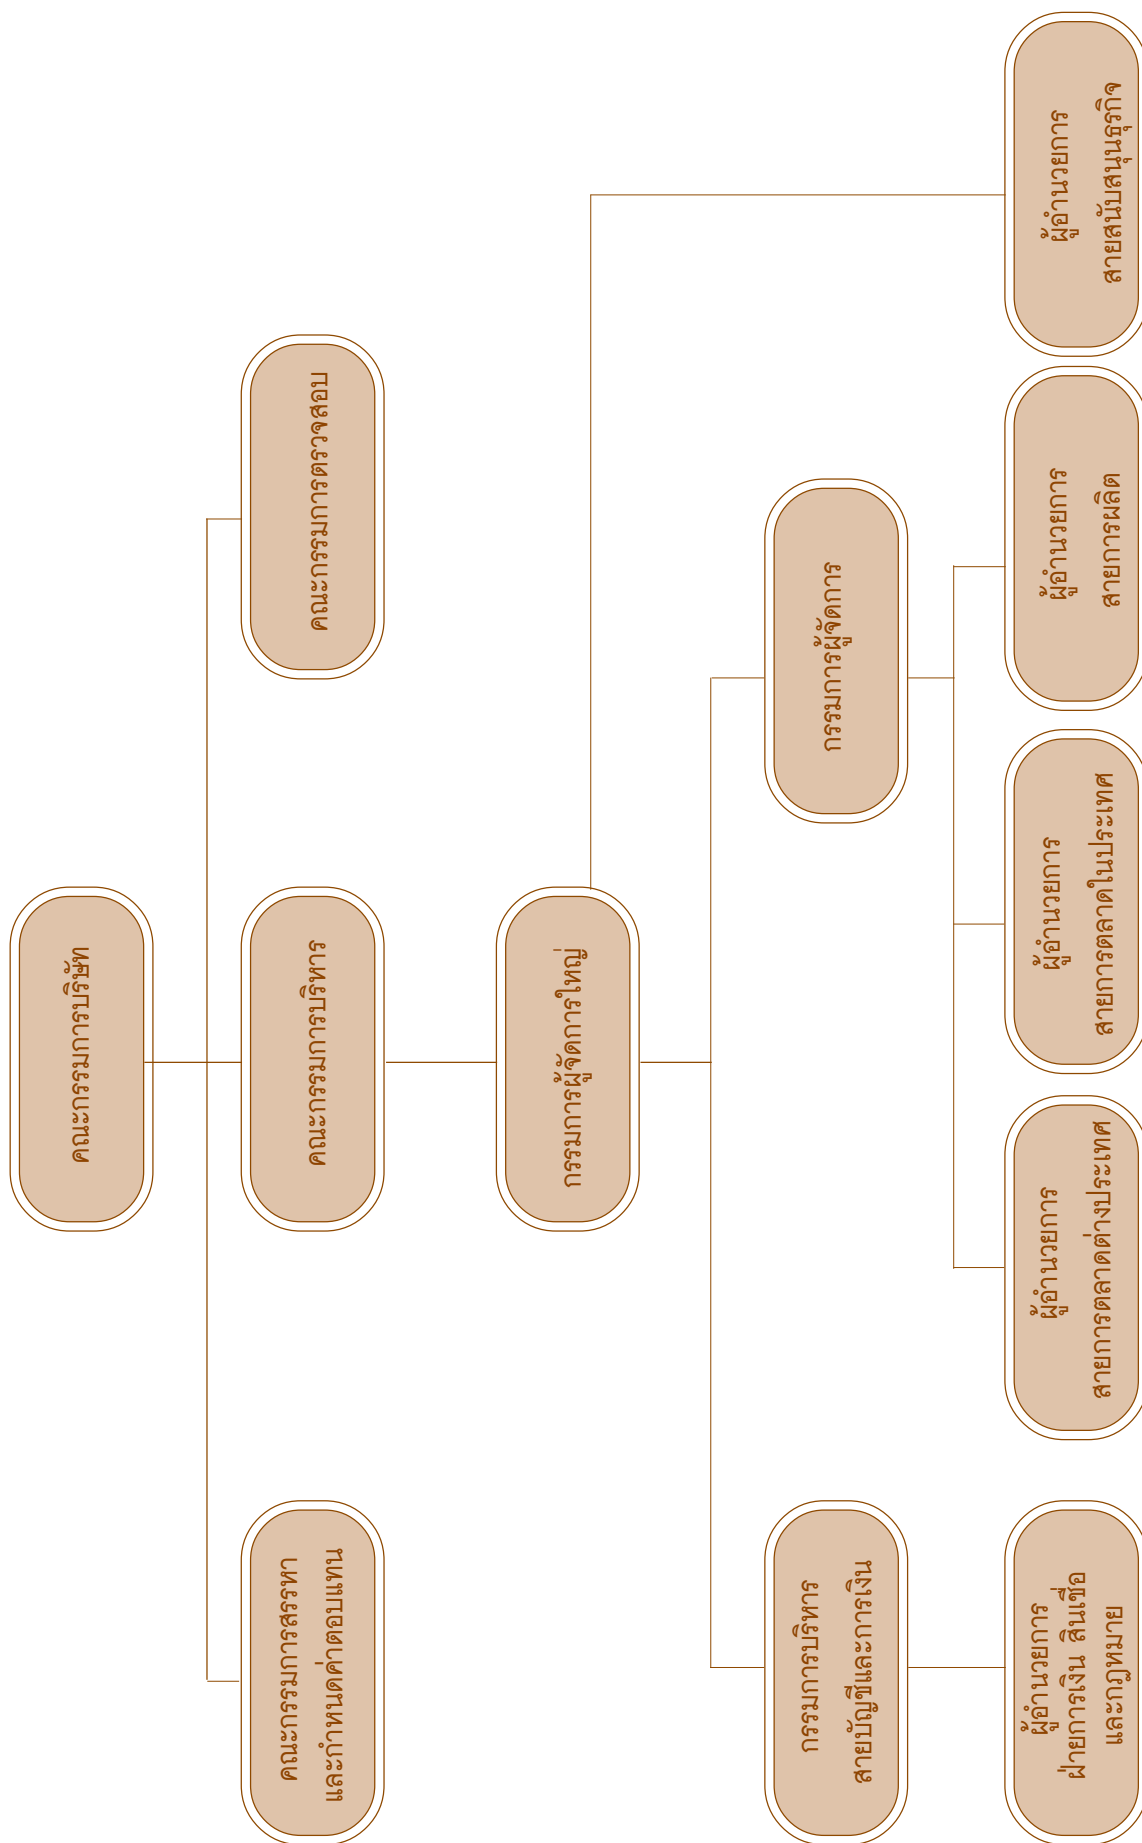 คณะกรรมการบริษัท
คณะกรรมการสรรหา
และกำหนดค่าตอบแทน
คณะกรรมการบริหาร
คณะกรรมการตรวจสอบ
กรรมการผู้จัดการใหญ่
กรรมการบริหาร
สายบัญชีและการเงิน
กรรมการผู้จัดการ
ผู้อำนวยการ
ฝ่ายการเงิน สินเชื่อ
และกฎหมาย
ผู้อำนวยการ
สายการตลาดต่างประเทศ
ผู้อำนวยการ
สายการตลาดในประเทศ
ผู้อำนวยการ
สายการผลิต
ผู้อำนวยการ
สายสนับสนุนธุรกิจ